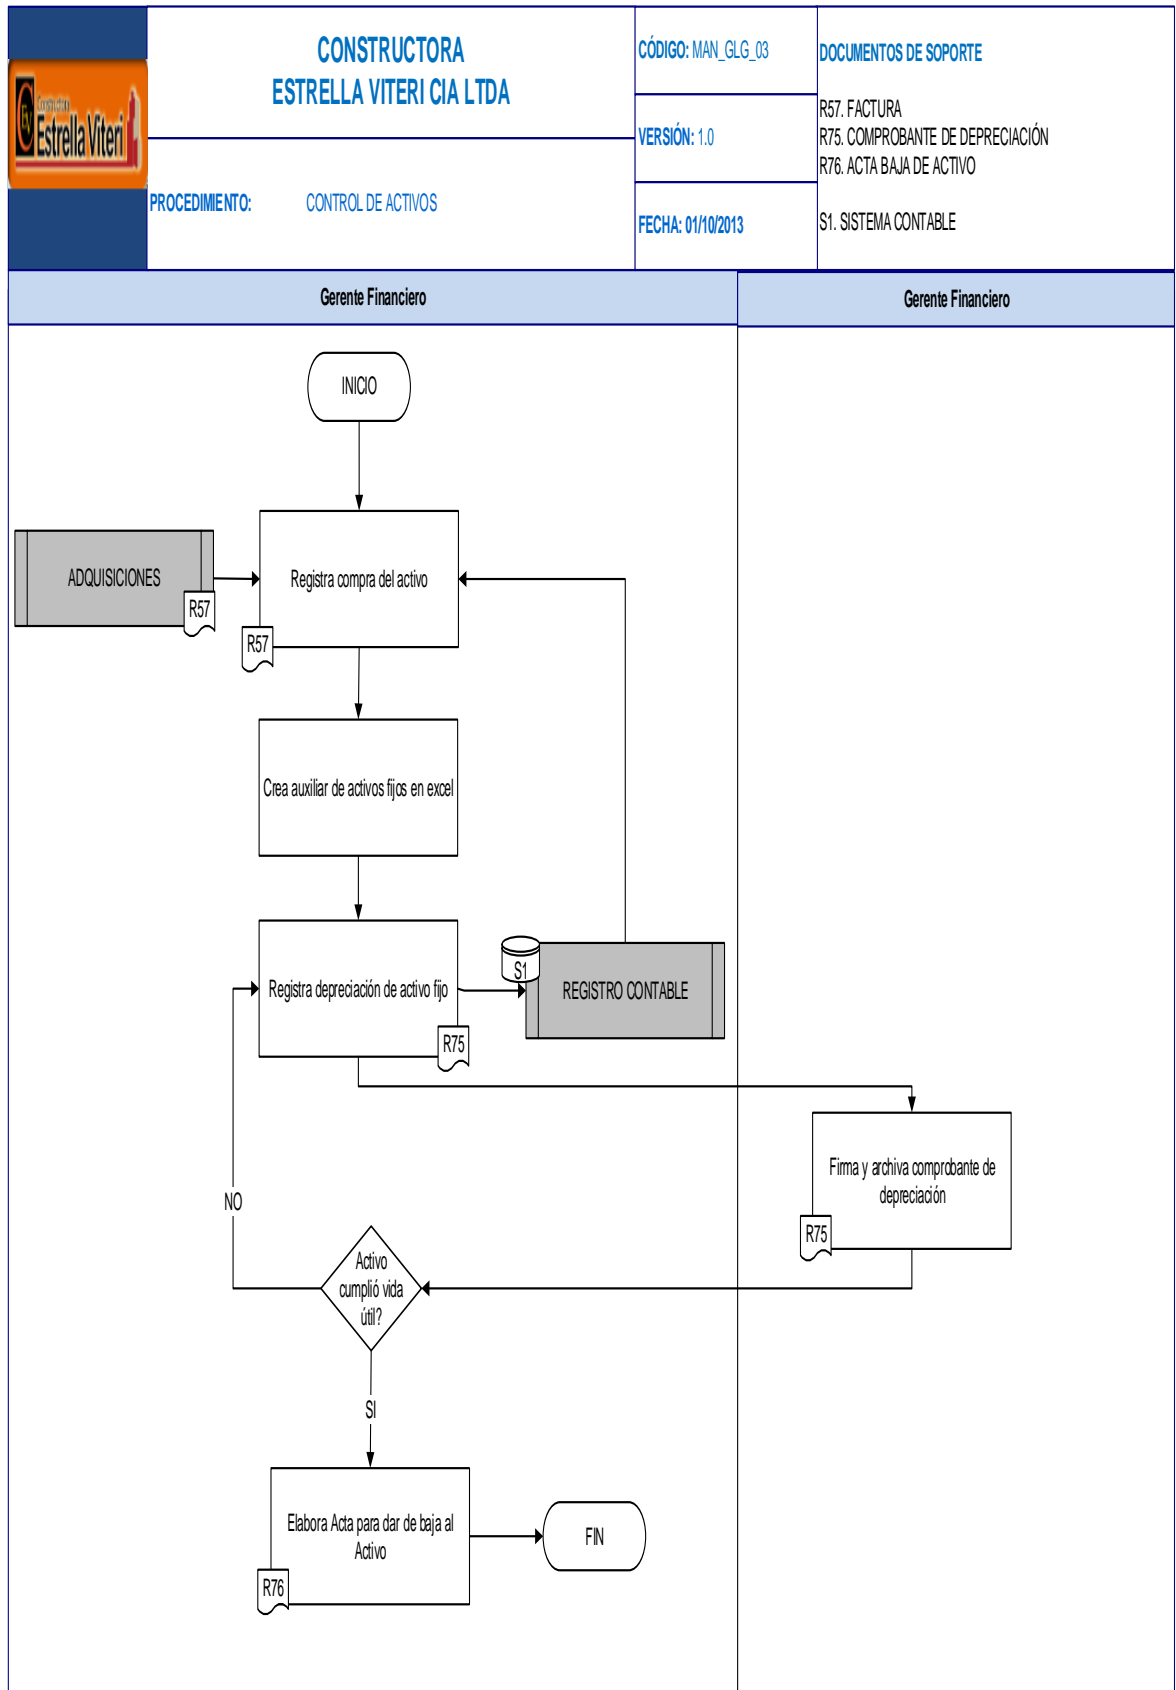 Constructora
Estrella Viteri
CONSTRUCTORA
ESTRELLA VITERI CIA LTDA
PROCEDIMIENTO: CONTROL DE ACTIVOS
CÓDIGO: MAN_GLG_03
VERSIÓN: 1.0
FECHA: 01/10/2013
DOCUMENTOS DE SOPORTE
R57. FACTURA
R75. COMPROBANTE DE DEPRECIACIÓN
R76. ACTA BAJA DE ACTIVO
S1. SISTEMA CONTABLE
Gerente Financiero
Gerente Financiero
INICIO
ADQUISICIONES
R57
Registra compra del activo
R57
Crea auxiliar de activos fijos en excel
Registra depreciación de activo fijo
R75
S1
REGISTRO CONTABLE
Firma y archiva comprobante de
depreciación
R75
NO
Activo
cumplió vida
útil?
SI
Elabora Acta para dar de baja al
Activo
R76
FIN